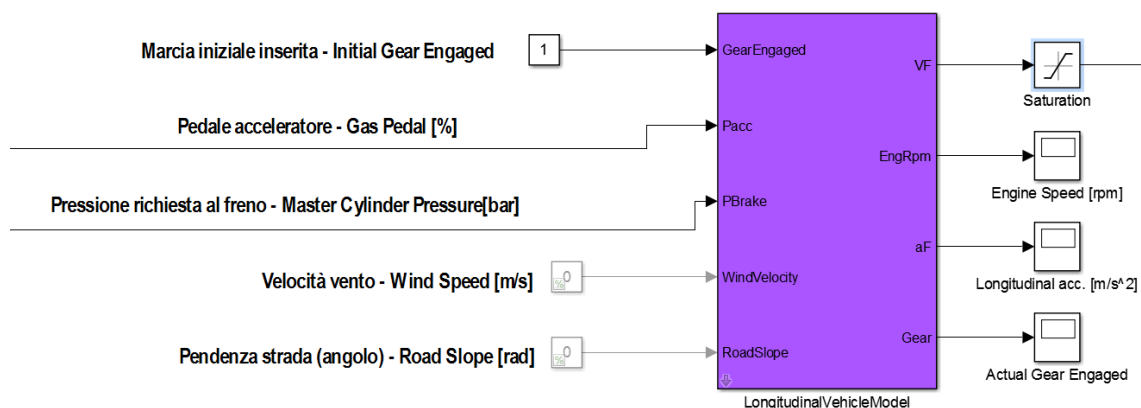 Marcia iniziale inserita - Initial Gear Engaged
1
GearEngaged
VF
Saturation
Pedale acceleratore - Gas Pedal [%]
Pacc
EngRpm
Engine Speed [rpm]
Pressione richiesta al freno - Master Cylinder Pressure[bar]
PBrake
aF
Longitudinal acc. [m/s^2]
Velocità vento - Wind Speed [m/s]
0
%
WindVelocity
Pendenza strada (angolo) - Road Slope [rad]
0
%
RoadSlope
Gear
Actual Gear Engaged
LongitudinalVehicleModel